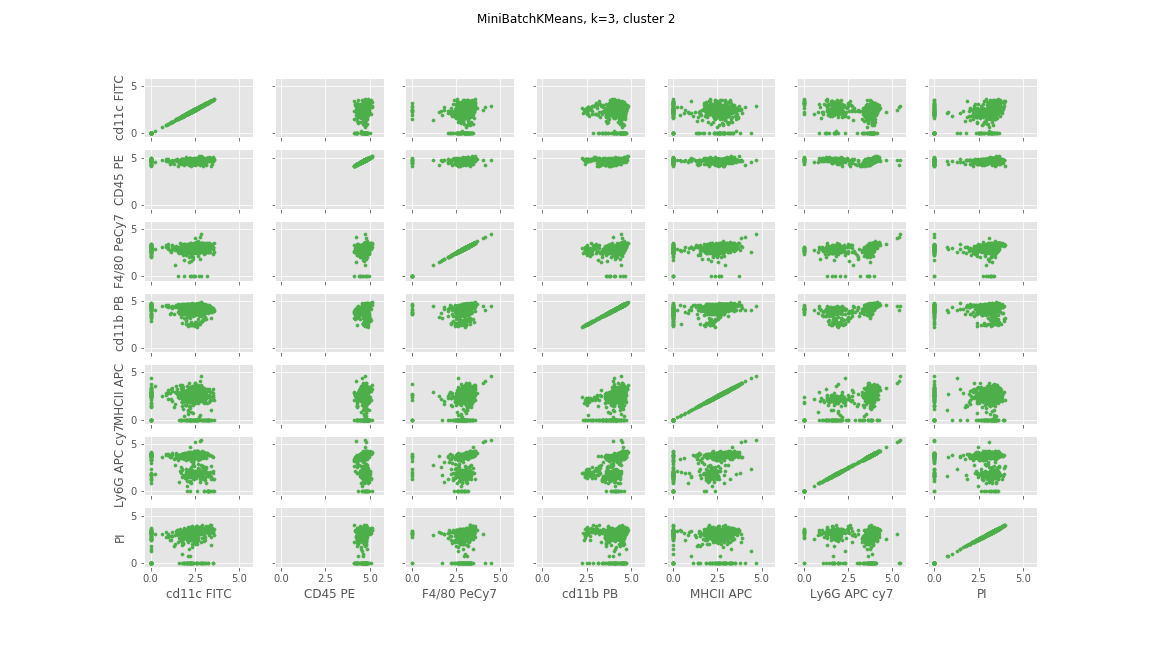 MiniBatchKMeans, k=3, cluster 2
cd11c FITC
5
0
CD45 PE
5
0
F4/80 PeCy7
5
0
cd11b PB
5
0
MHCII APC
5
0
Ly6G APC cy7
5
0
PI
5
0
0.0 2.5 5.0 0.0 2.5 5.0 0.0 2.5 5.0 0.0 2.5 5.0 0.0 2.5 5.0 0.0 2.5 5.0 0.0 2.5 5.0
cd11c FITC CD45 PE F4/80 PeCy7 cd11b PB MHCII APC Ly6G APC cy7 PI